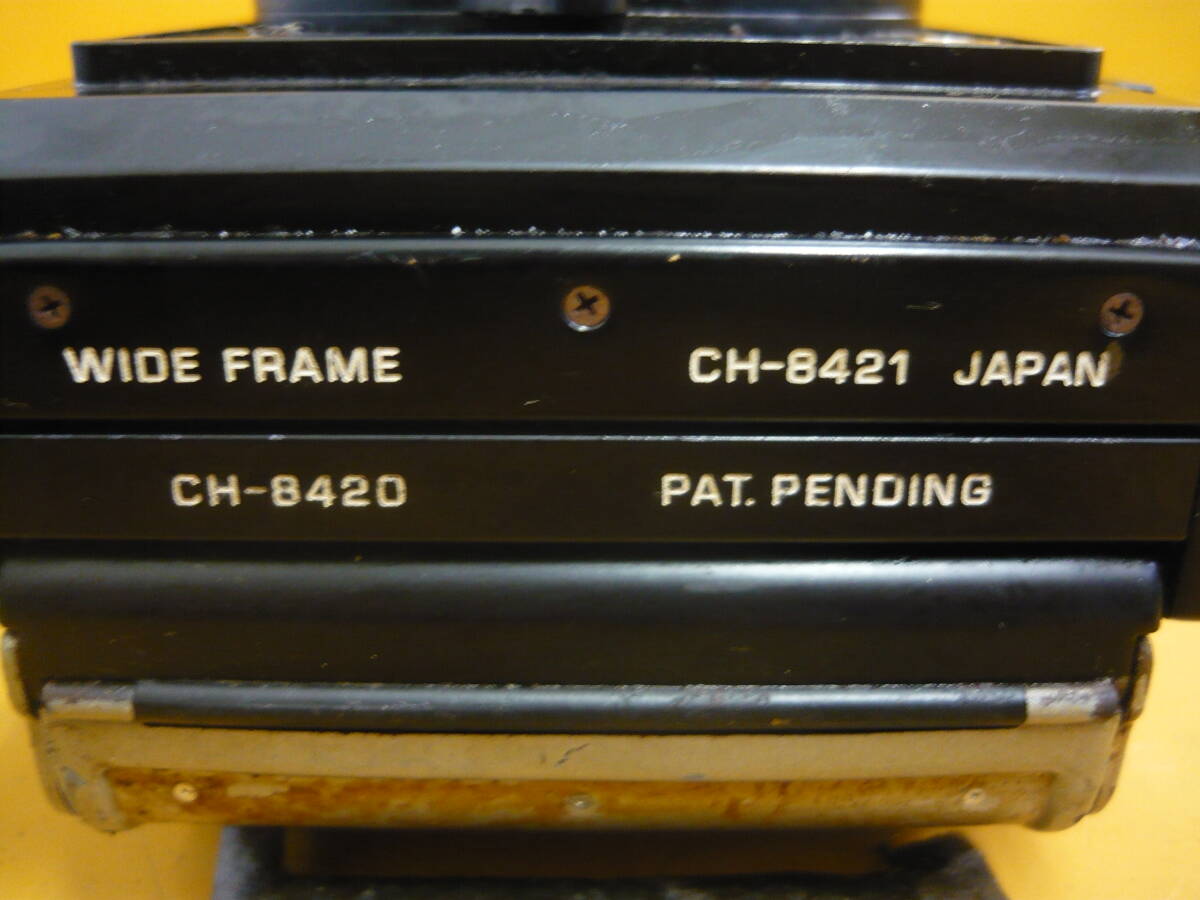 WIDE FRAME CH-8421 JAPAN
CH-8420 PAT. PENDING